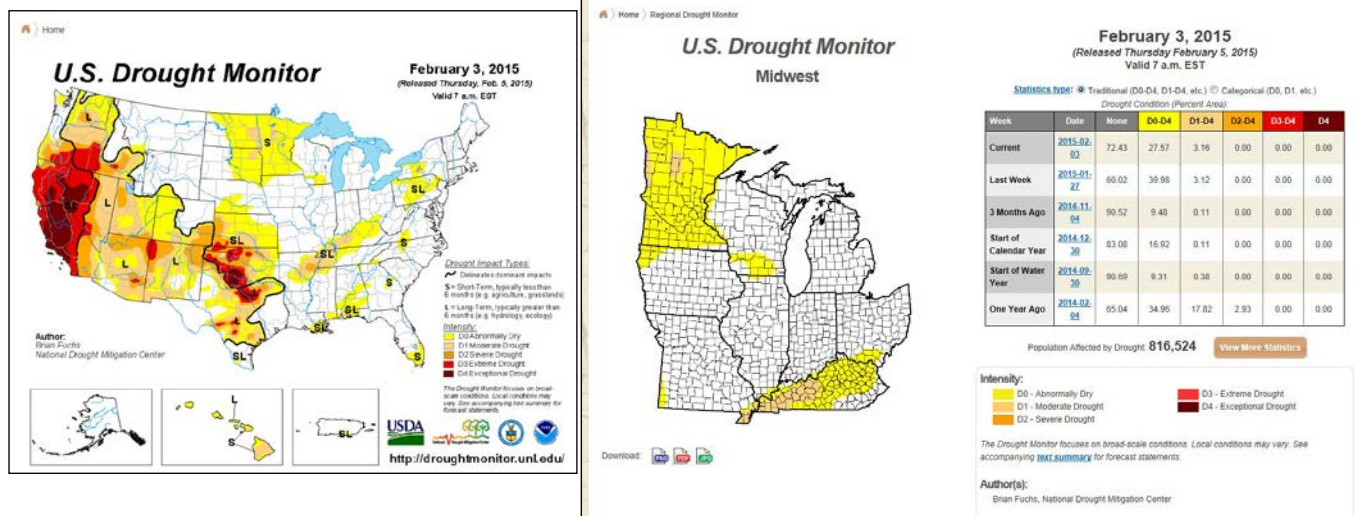 Home
U.S. Drought Monitor
February 3, 2015
(Released Thursday, Feb. 5, 2015)
Valid 7 a.m. EST
L
S
SL
L
L
SL
S
SL
L
L
S
L
SL
SL
SL
S
Drought Impact Types:
Delineates dominant impacts
S = Short-Term, typically less than
6 months (e.g. agriculture, grasslands)
L = Long-Term, typically greater than
6 months (e.g. hydrology, ecology)
Intensity:
D0 Abnormally Dry
D1 Moderate Drought
D2 Severe Drought
D3 Extreme Drought
D4 Exceptional Drought
Author:
Brian Fuchs
National Drought Mitigation Center
The Drought Monitor focuses on broad-
scale conditions. Local conditions may
vary. See accompanying text summary for
forecast statements.
L
S
SL
USDA
http://droughtmonitor.unl.edu/
Home Regional Drought Monitor
U.S. Drought Monitor
Midwest
Download: PNG PDF JPG
February 3, 2015
(Released Thursday February 5, 2015)
Valid 7 a.m. EST
Statistics type: Traditional (D0-D4, D1-D4, etc.) Categorical (D0, D1, etc.)
Drought Condition (Percent Area):
Week Date None D0-D4 D1-D4 D2-D4 D3-D4 D4
Current 2015-02-03 72.43 27.57 3.16 0.00 0.00 0.00
Last Week 2015-01-27 60.02 39.98 3.12 0.00 0.00 0.00
3 Months Ago 2014-11-04 90.52 9.48 0.11 0.00 0.00 0.00
Start of Calendar Year 2014-12-30 83.08 16.92 0.11 0.00 0.00 0.00
Start of Water Year 2014-09-30 90.69 9.31 0.38 0.00 0.00 0.00
One Year Ago 2014-02-04 65.04 34.96 17.82 2.93 0.00 0.00
Population Affected by Drought: 816,524 View More Statistics
Intensity:
D0 - Abnormally Dry D3 - Extreme Drought
D1 - Moderate Drought D4 - Exceptional Drought
D2 - Severe Drought
The Drought Monitor focuses on broad-scale conditions. Local conditions may vary. See
accompanying text summary for forecast statements.
Author(s):
Brian Fuchs, National Drought Mitigation Center